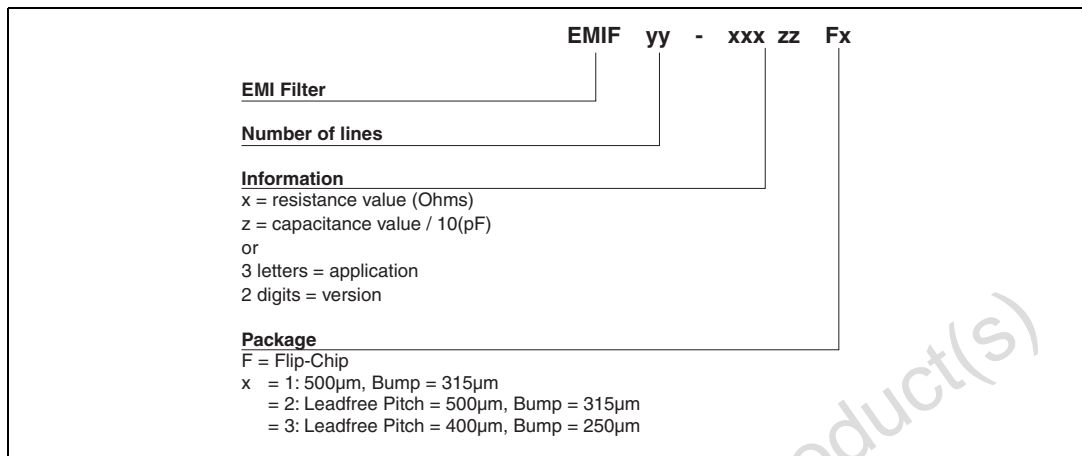 EMIF yy - xxx zz Fx
EMI Filter
Number of lines
Information
x = resistance value (Ohms)
z = capacitance value / 10(pF)
or
3 letters = application
2 digits = version
Package
F = Flip-Chip
x = 1: 500µm, Bump = 315µm
= 2: Leadfree Pitch = 500µm, Bump = 315µm
= 3: Leadfree Pitch = 400µm, Bump = 250µm